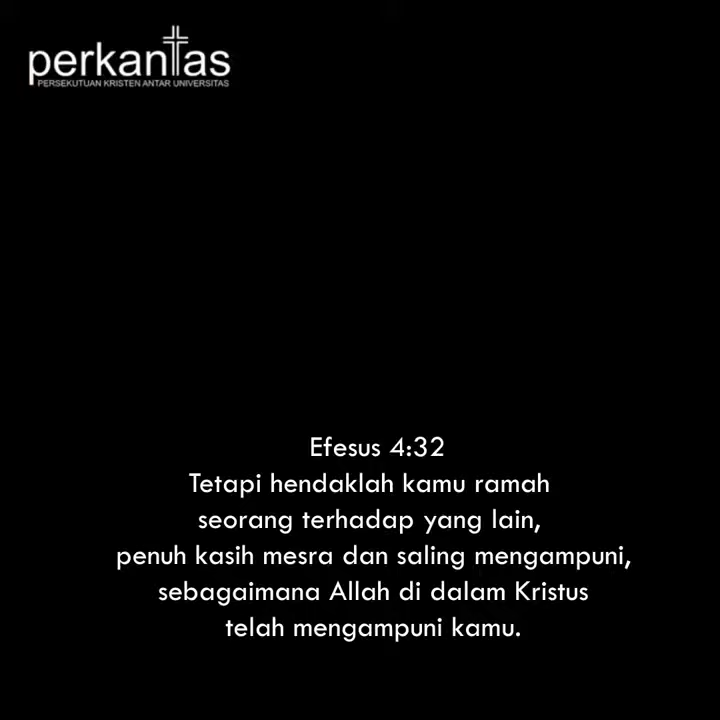 perkantas
PERSEKUTUAN KRISTEN ANTAR UNIVERSITAS
Efesus 4:32
Tetapi hendaklah kamu ramah
seorang terhadap yang lain,
penuh kasih mesra dan saling mengampuni,
sebagaimana Allah di dalam Kristus
telah mengampuni kamu.